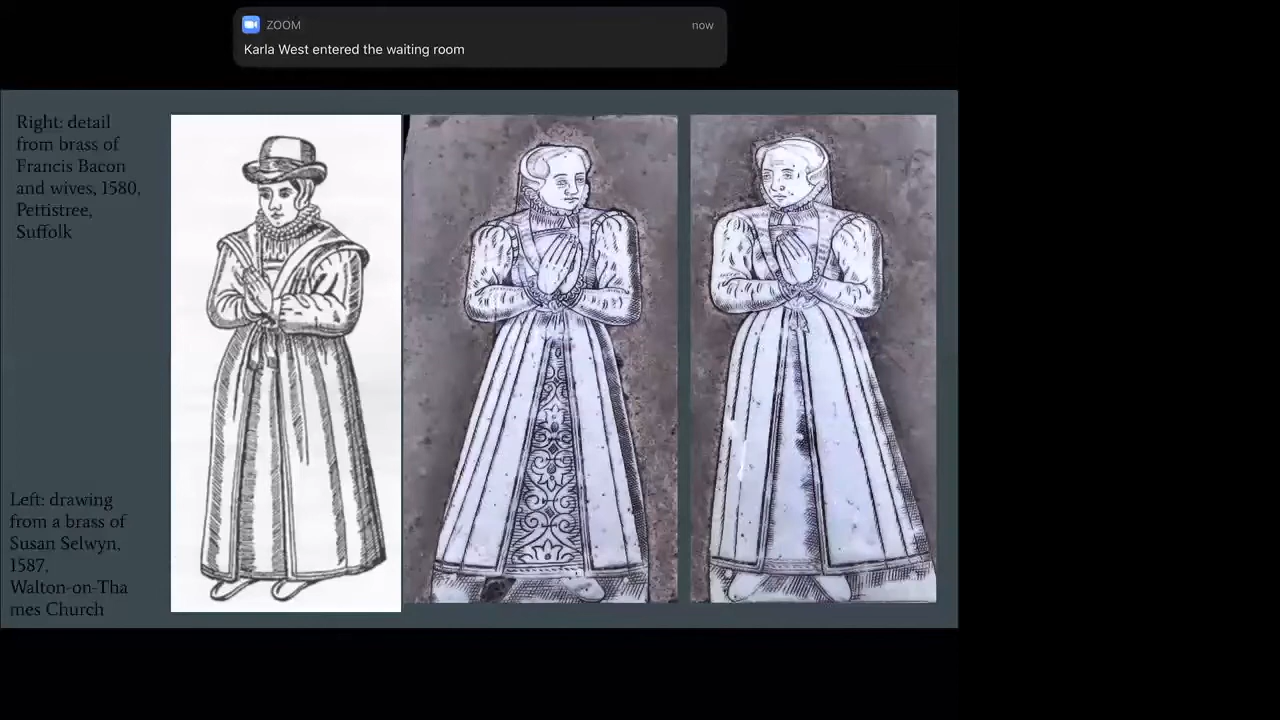 ZOOM
now
Karla West entered the waiting room
Right: detail
from brass of
Francis Bacon
and wives, 1580,
Pettistree,
Suffolk
Left: drawing
from a brass of
Susan Selwyn,
1587,
Walton-on-Tha
mes Church